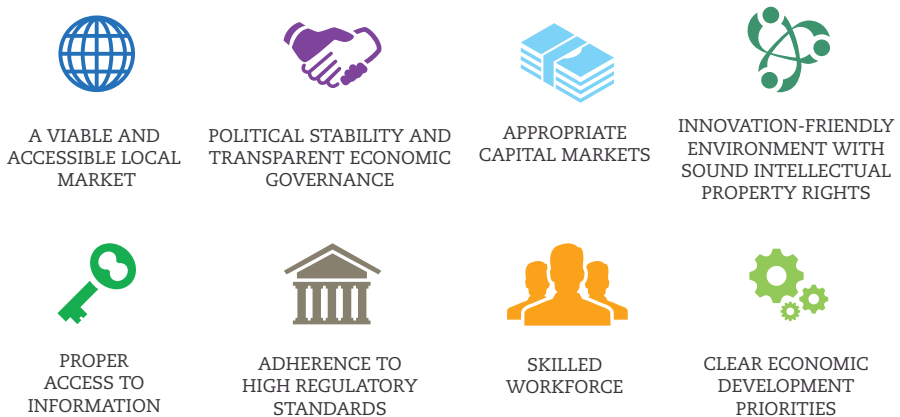 A VIABLE AND
ACCESSIBLE LOCAL
MARKET
POLITICAL STABILITY AND
TRANSPARENT ECONOMIC
GOVERNANCE
APPROPRIATE
CAPITAL MARKETS
INNOVATION-FRIENDLY
ENVIRONMENT WITH
SOUND INTELLECTUAL
PROPERTY RIGHTS
PROPER
ACCESS TO
INFORMATION
ADHERENCE TO
HIGH REGULATORY
STANDARDS
SKILLED
WORKFORCE
CLEAR ECONOMIC
DEVELOPMENT
PRIORITIES